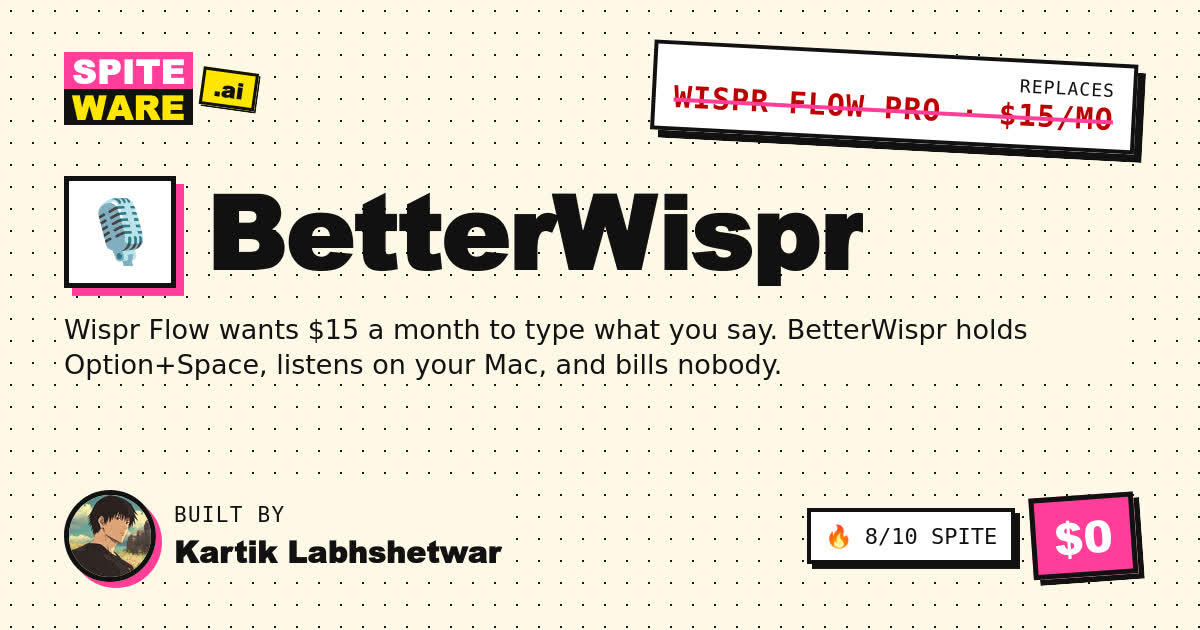 SPITE
WARE
.ai
REPLACES
WISPR FLOW PRO · $15/MO
BetterWispr
Wispr Flow wants $15 a month to type what you say. BetterWispr holds
Option+Space, listens on your Mac, and bills nobody.
BUILT BY
Kartik Labhshetwar
🔥 8/10 SPITE
$0